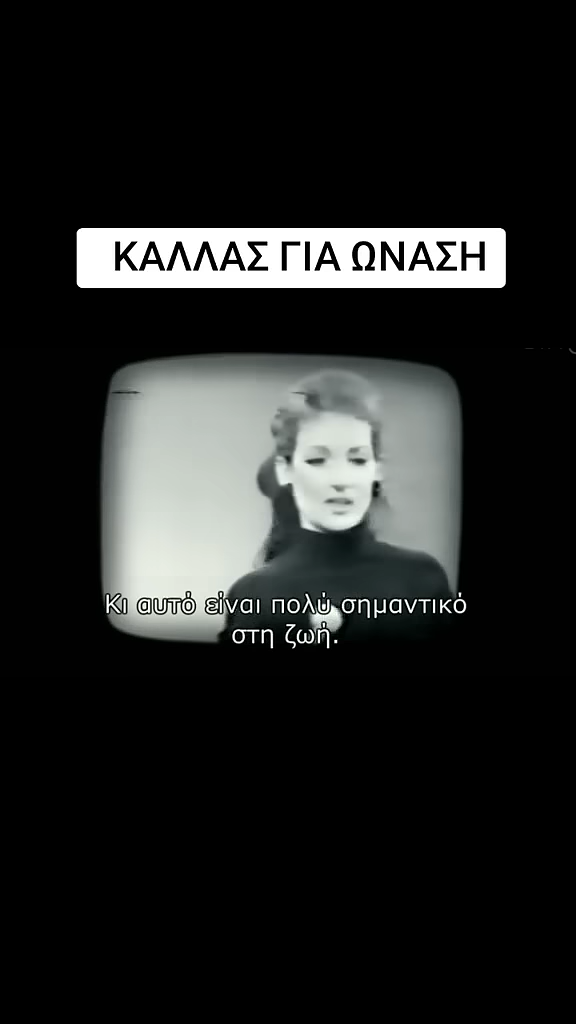 ΚΑΛΛΑΣ ΓΙΑ ΩΝΑΣΗ
Κι αυτό είναι πολύ σημαντικό
στη ζωή.